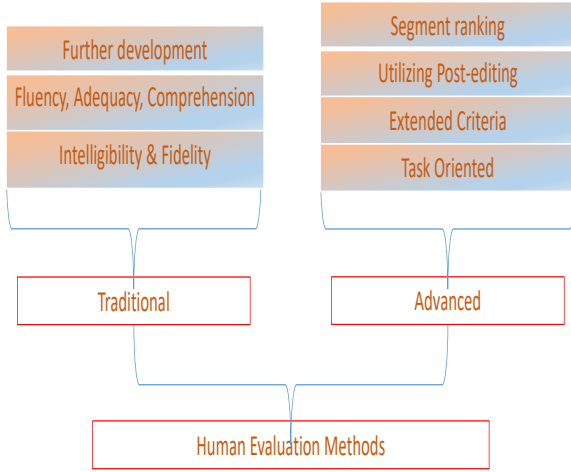 Further development
Fluency, Adequacy, Comprehension
Intelligibility & Fidelity
Segment ranking
Utilizing Post-editing
Extended Criteria
Task Oriented
Traditional
Advanced
Human Evaluation Methods